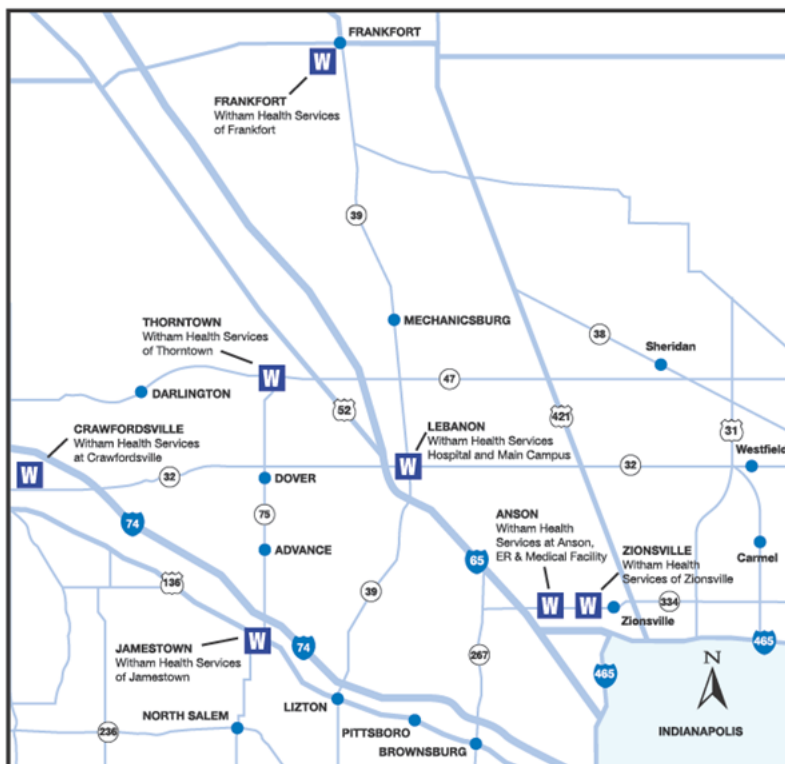 FRANKFORT
W
FRANKFORT
Witham Health Services
of Frankfort
39
MECHANICSBURG
THORNTOWN
Witham Health Services
of Thorntown
W
38
Sheridan
47
DARLINGTON
52
421
31
CRAWFORDSVILLE
Witham Health Services
at Crawfordsville
W
LEBANON
Witham Health Services
Hospital and Main Campus
W
32
32
Westfield
DOVER
75
74
ANSON
Witham Health
Services at Anson,
ER & Medical Facility
W
ZIONSVILLE
Witham Health
Services of Zionsville
W
Carmel
ADVANCE
65
136
39
334
Zionsville
JAMESTOWN
Witham Health Services
of Jamestown
W
74
267
465
465
N
LIZTON
NORTH SALEM
236
PITTSBORO
BROWNSBURG
INDIANAPOLIS